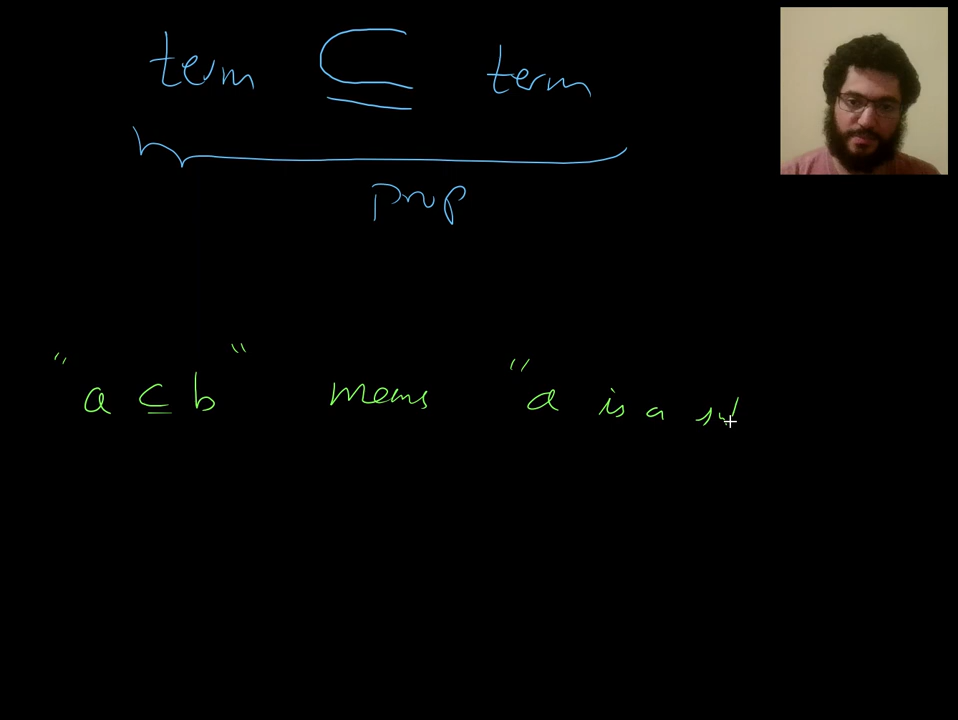 term ⊆ term
prop
"a ⊆ b" means "a is a